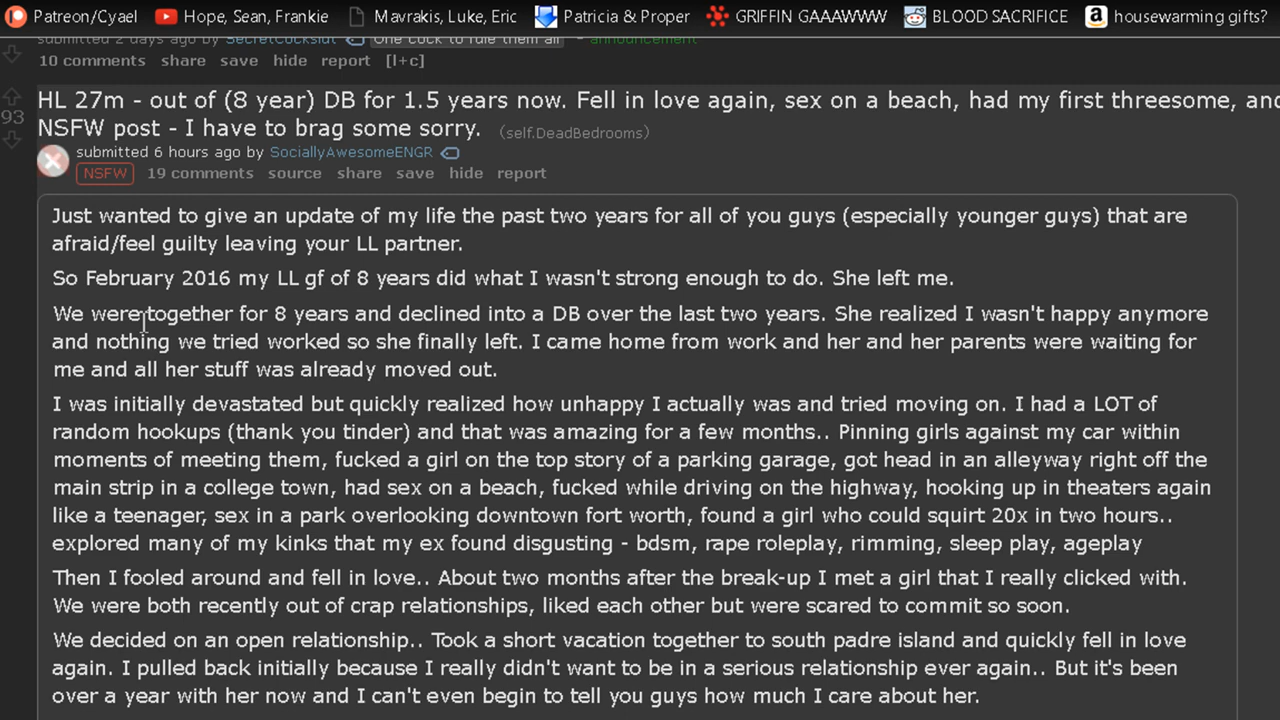 Patreon/Cyael Hope, Sean, Frankie Mavrakis, Luke, Eric Patricia & Proper GRIFFIN GAAAWWW BLOOD SACRIFICE housewarming gifts?
submitted 2 days ago by SecretCockslut One cock to rule them all - announcement
10 comments share save hide report [l+c]
HL 27m - out of (8 year) DB for 1.5 years now. Fell in love again, sex on a beach, had my first threesome, and
93
NSFW post - I have to brag some sorry. (self.DeadBedrooms)
submitted 6 hours ago by SociallyAwesomeENGR
NSFW 19 comments source share save hide report
Just wanted to give an update of my life the past two years for all of you guys (especially younger guys) that are
afraid/feel guilty leaving your LL partner.
So February 2016 my LL gf of 8 years did what I wasn't strong enough to do. She left me.
We were together for 8 years and declined into a DB over the last two years. She realized I wasn't happy anymore
and nothing we tried worked so she finally left. I came home from work and her and her parents were waiting for
me and all her stuff was already moved out.
I was initially devastated but quickly realized how unhappy I actually was and tried moving on. I had a LOT of
random hookups (thank you tinder) and that was amazing for a few months.. Pinning girls against my car within
moments of meeting them, fucked a girl on the top story of a parking garage, got head in an alleyway right off the
main strip in a college town, had sex on a beach, fucked while driving on the highway, hooking up in theaters again
like a teenager, sex in a park overlooking downtown fort worth, found a girl who could squirt 20x in two hours..
explored many of my kinks that my ex found disgusting - bdsm, rape roleplay, rimming, sleep play, ageplay
Then I fooled around and fell in love.. About two months after the break-up I met a girl that I really clicked with.
We were both recently out of crap relationships, liked each other but were scared to commit so soon.
We decided on an open relationship.. Took a short vacation together to south padre island and quickly fell in love
again. I pulled back initially because I really didn't want to be in a serious relationship ever again.. But it's been
over a year with her now and I can't even begin to tell you guys how much I care about her.